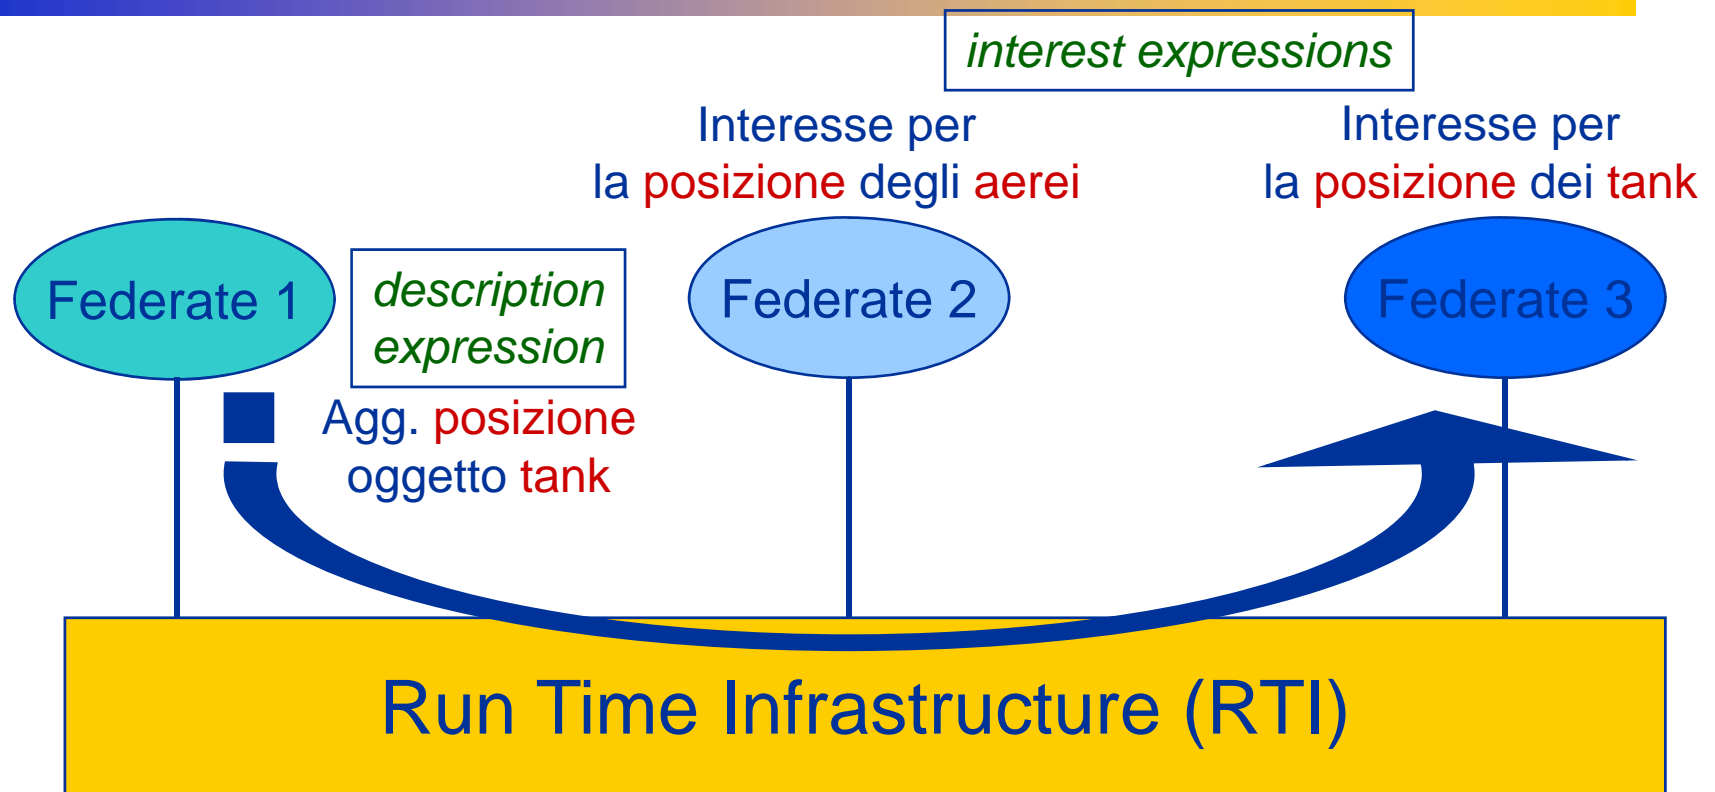 interest expressions
Interesse per
la posizione degli aerei
Interesse per
la posizione dei tank
Federate 1
description
expression
Federate 2
Federate 3
Agg. posizione
oggetto tank
Run Time Infrastructure (RTI)